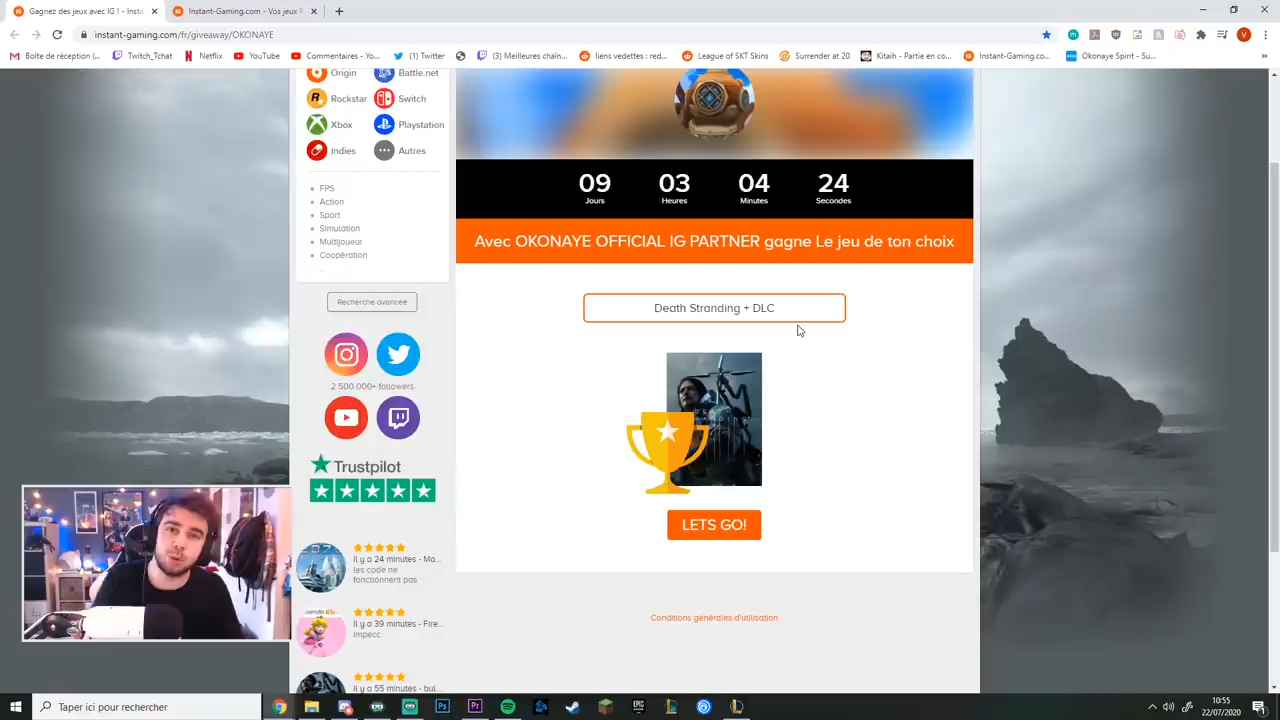 Gagnez des jeux avec IG ! - Insta
Instant-Gaming.com - Vos jeux P
instant-gaming.com/fr/giveaway/OKONAYE
Boîte de réception (...
Twitch_Tchat
Netflix
YouTube
Commentaires - You...
(1) Twitter
(3) Meilleures chaîn...
liens vedettes : red...
League of SKT Skins
Surrender at 20
Kitaih - Partie en co...
Instant-Gaming.co...
Okonaye Spirit - Su...
»
Origin
Battle.net
Rockstar
Switch
Xbox
Playstation
Indies
Autres
FPS
Action
Sport
Simulation
Multijoueur
Coopération
...
Recherche avancée
2 500 000+ followers
Trustpilot
Il y a 24 minutes - Ma...
les code ne
fonctionnent pas
Il y a 39 minutes - Fire...
impecc
Il y a 55 minutes - bul...
09
03
04
24
Jours
Heures
Minutes
Secondes
Avec OKONAYE OFFICIAL IG PARTNER gagne Le jeu de ton choix
Death Stranding + DLC
LETS GO!
Conditions générales d'utilisation
Taper ici pour rechercher
10:55
22/07/2020